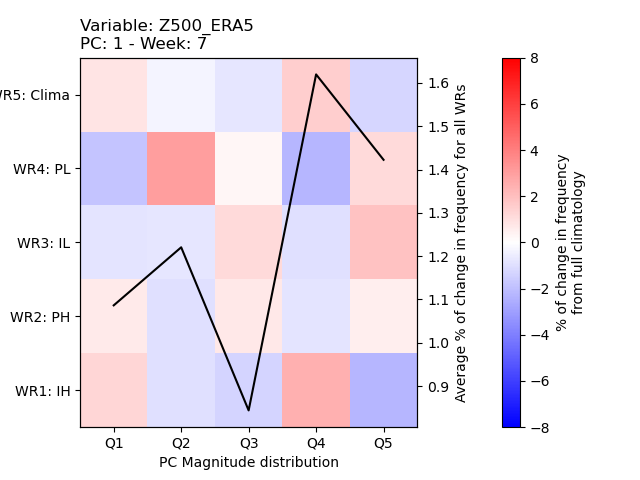 Variable: Z500_ERA5
PC: 1 - Week: 7
WR5: Clima
WR4: PL
WR3: IL
WR2: PH
WR1: IH
Q1 Q2 Q3 Q4 Q5
PC Magnitude distribution
1.6
1.5
1.4
1.3
1.2
1.1
1.0
0.9
Average % of change in frequency for all WRs
8
6
4
2
0
−2
−4
−6
−8
% of change in frequency
from full climatology